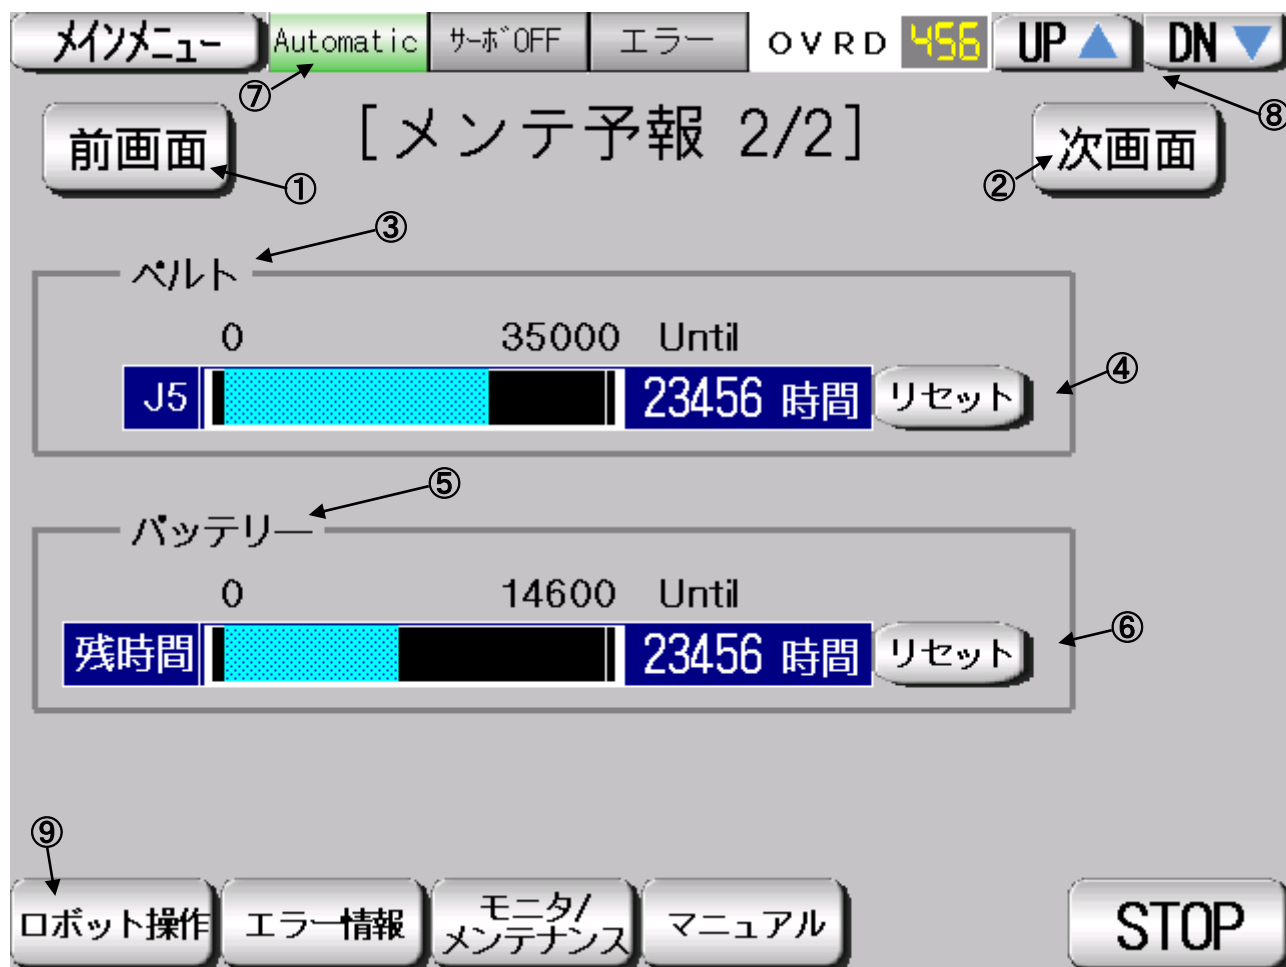 メインメニュー Automatic サーボOFF エラー OVRD 456 UP DN
⑦ ⑧
前画面 [メンテ予報 2/2] 次画面
① ②
③
ベルト
0 35000 Until
J5 23456 時間 リセット ④
⑤
バッテリー
0 14600 Until
残時間 23456 時間 リセット ⑥
⑨
ロボット操作 エラー情報 モニタ/ マニュアル STOP
メンテナンス